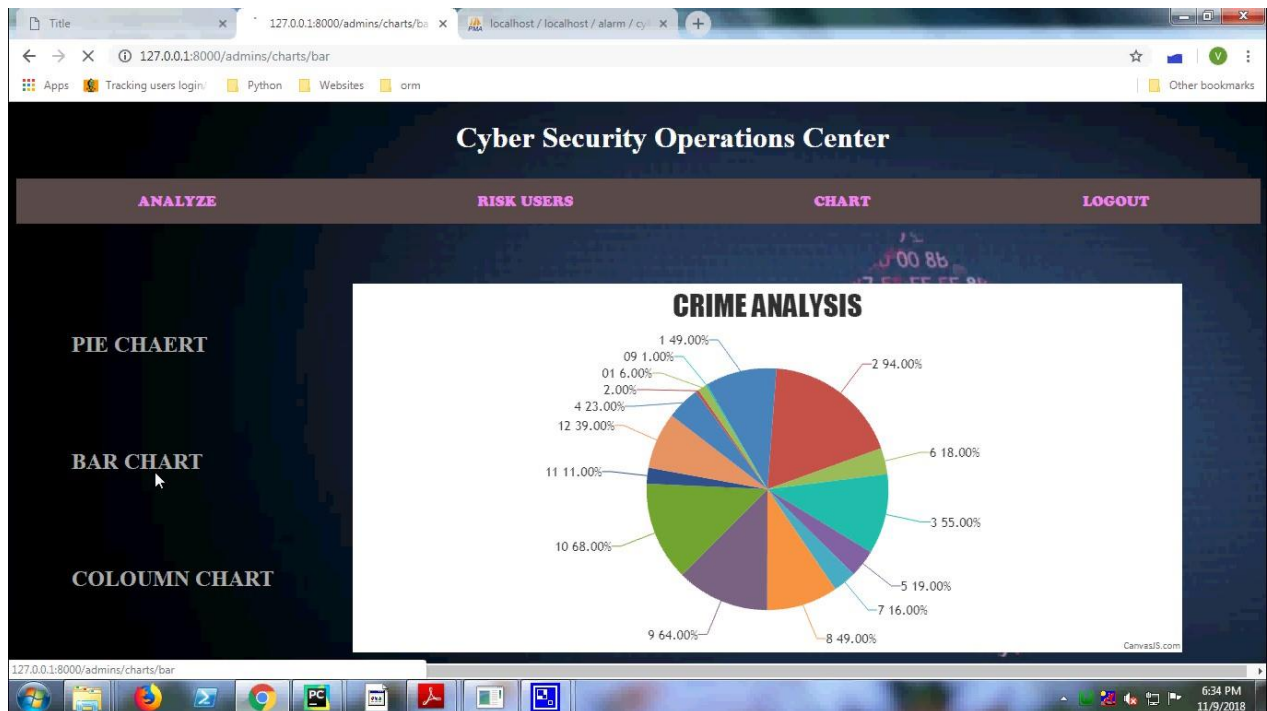 Title
127.0.0.1:8000/admins/charts/ba
PMA
localhost / localhost / alarm / cy
127.0.0.1:8000/admins/charts/bar
V
Apps
Tracking users login/
Python
Websites
orm
Other bookmarks
Cyber Security Operations Center
ANALYZE
RISK USERS
CHART
LOGOUT
00 8b
CRIME ANALYSIS
PIE CHAERT
BAR CHART
COLOUMN CHART
1 49.00%
09 1.00%
01 6.00%
2.00%
4 23.00%
12 39.00%
11 11.00%
10 68.00%
9 64.00%
2 94.00%
6 18.00%
3 55.00%
5 19.00%
7 16.00%
8 49.00%
CanvasJS.com
127.0.0.1:8000/admins/charts/bar
PC
6:34 PM
11/9/2018